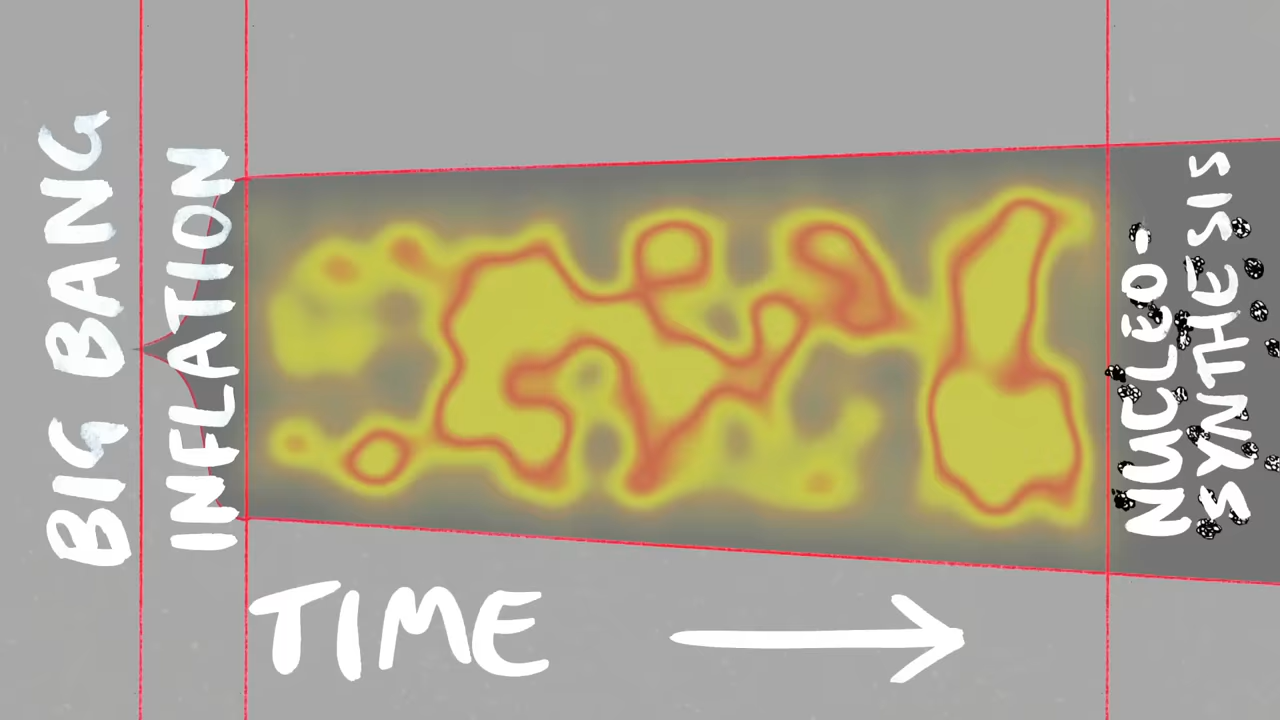 BIG BANG
INFLATION
NUCLEO-
SYNTHESIS
TIME